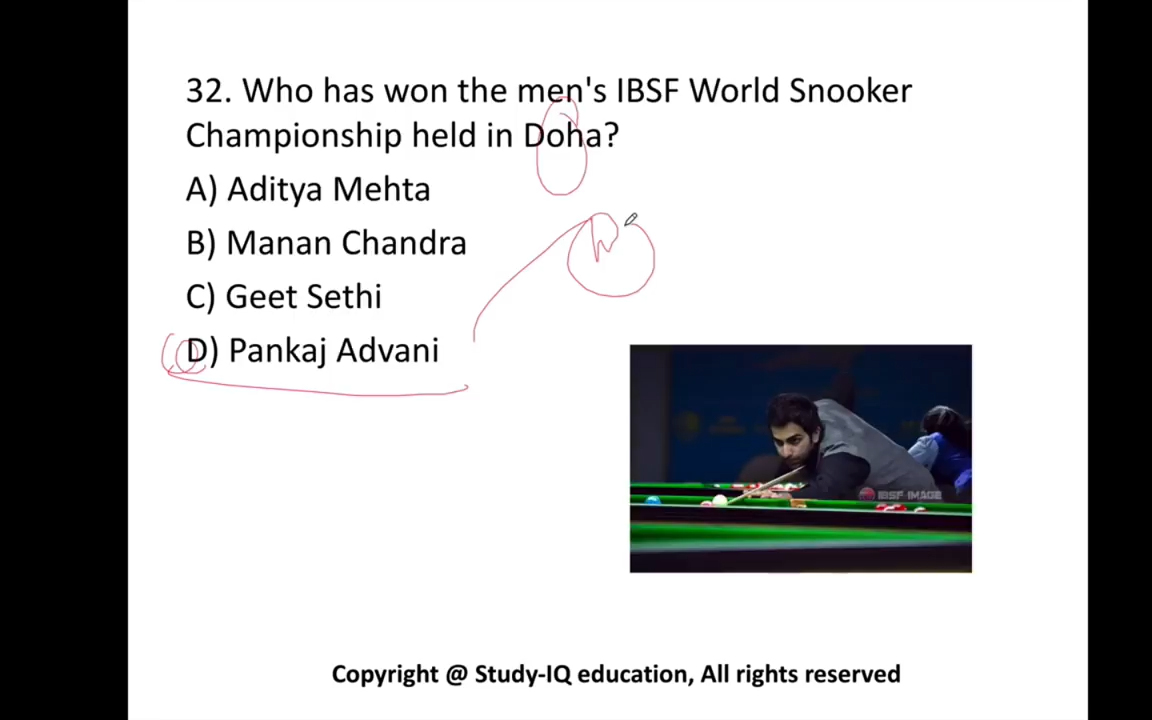 32. Who has won the men's IBSF World Snooker
Championship held in Doha?
A) Aditya Mehta
B) Manan Chandra
C) Geet Sethi
D) Pankaj Advani
IBSF IMAGE
Copyright @ Study-IQ education, All rights reserved